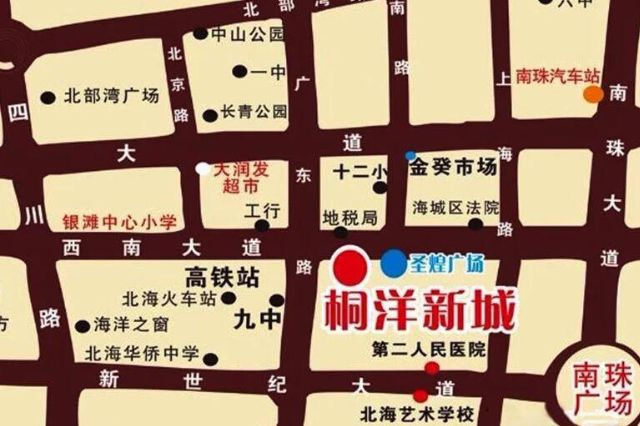 北部湾
南
六中
中山公园
北京路
一中
广
路
上
南珠汽车站
南
北部湾广场
长青公园
四
大
道
珠
大润发
超市
东
十二小
金葵市场
海
大
银滩中心小学
工行
地税局
海城区法院
川
西南大道
路
道
高铁站
路
圣煌广场
北海火车站
九中
桐洋新城
路
海洋之窗
方
北海华侨中学
第二人民医院
新世纪大道
南珠
广场
北海艺术学校